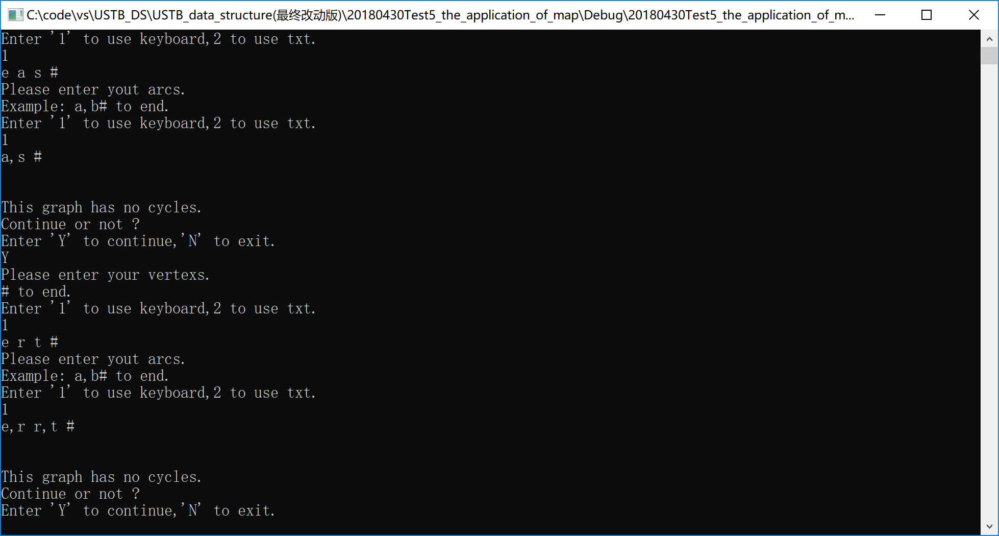 C:\code\vs\USTB_DS\USTB_data_structure(最终改动版)\20180430Test5_the_application_of_map\Debug\20180430Test5_the_application_of_m...
Enter '1' to use keyboard,2 to use txt.
1
e a s #
Please enter yout arcs.
Example: a,b# to end.
Enter '1' to use keyboard,2 to use txt.
1
a,s #
This graph has no cycles.
Continue or not ?
Enter 'Y' to continue,'N' to exit.
Y
Please enter your vertexs.
# to end.
Enter '1' to use keyboard,2 to use txt.
1
e r t #
Please enter yout arcs.
Example: a,b# to end.
Enter '1' to use keyboard,2 to use txt.
1
e,r r,t #
This graph has no cycles.
Continue or not ?
Enter 'Y' to continue,'N' to exit.